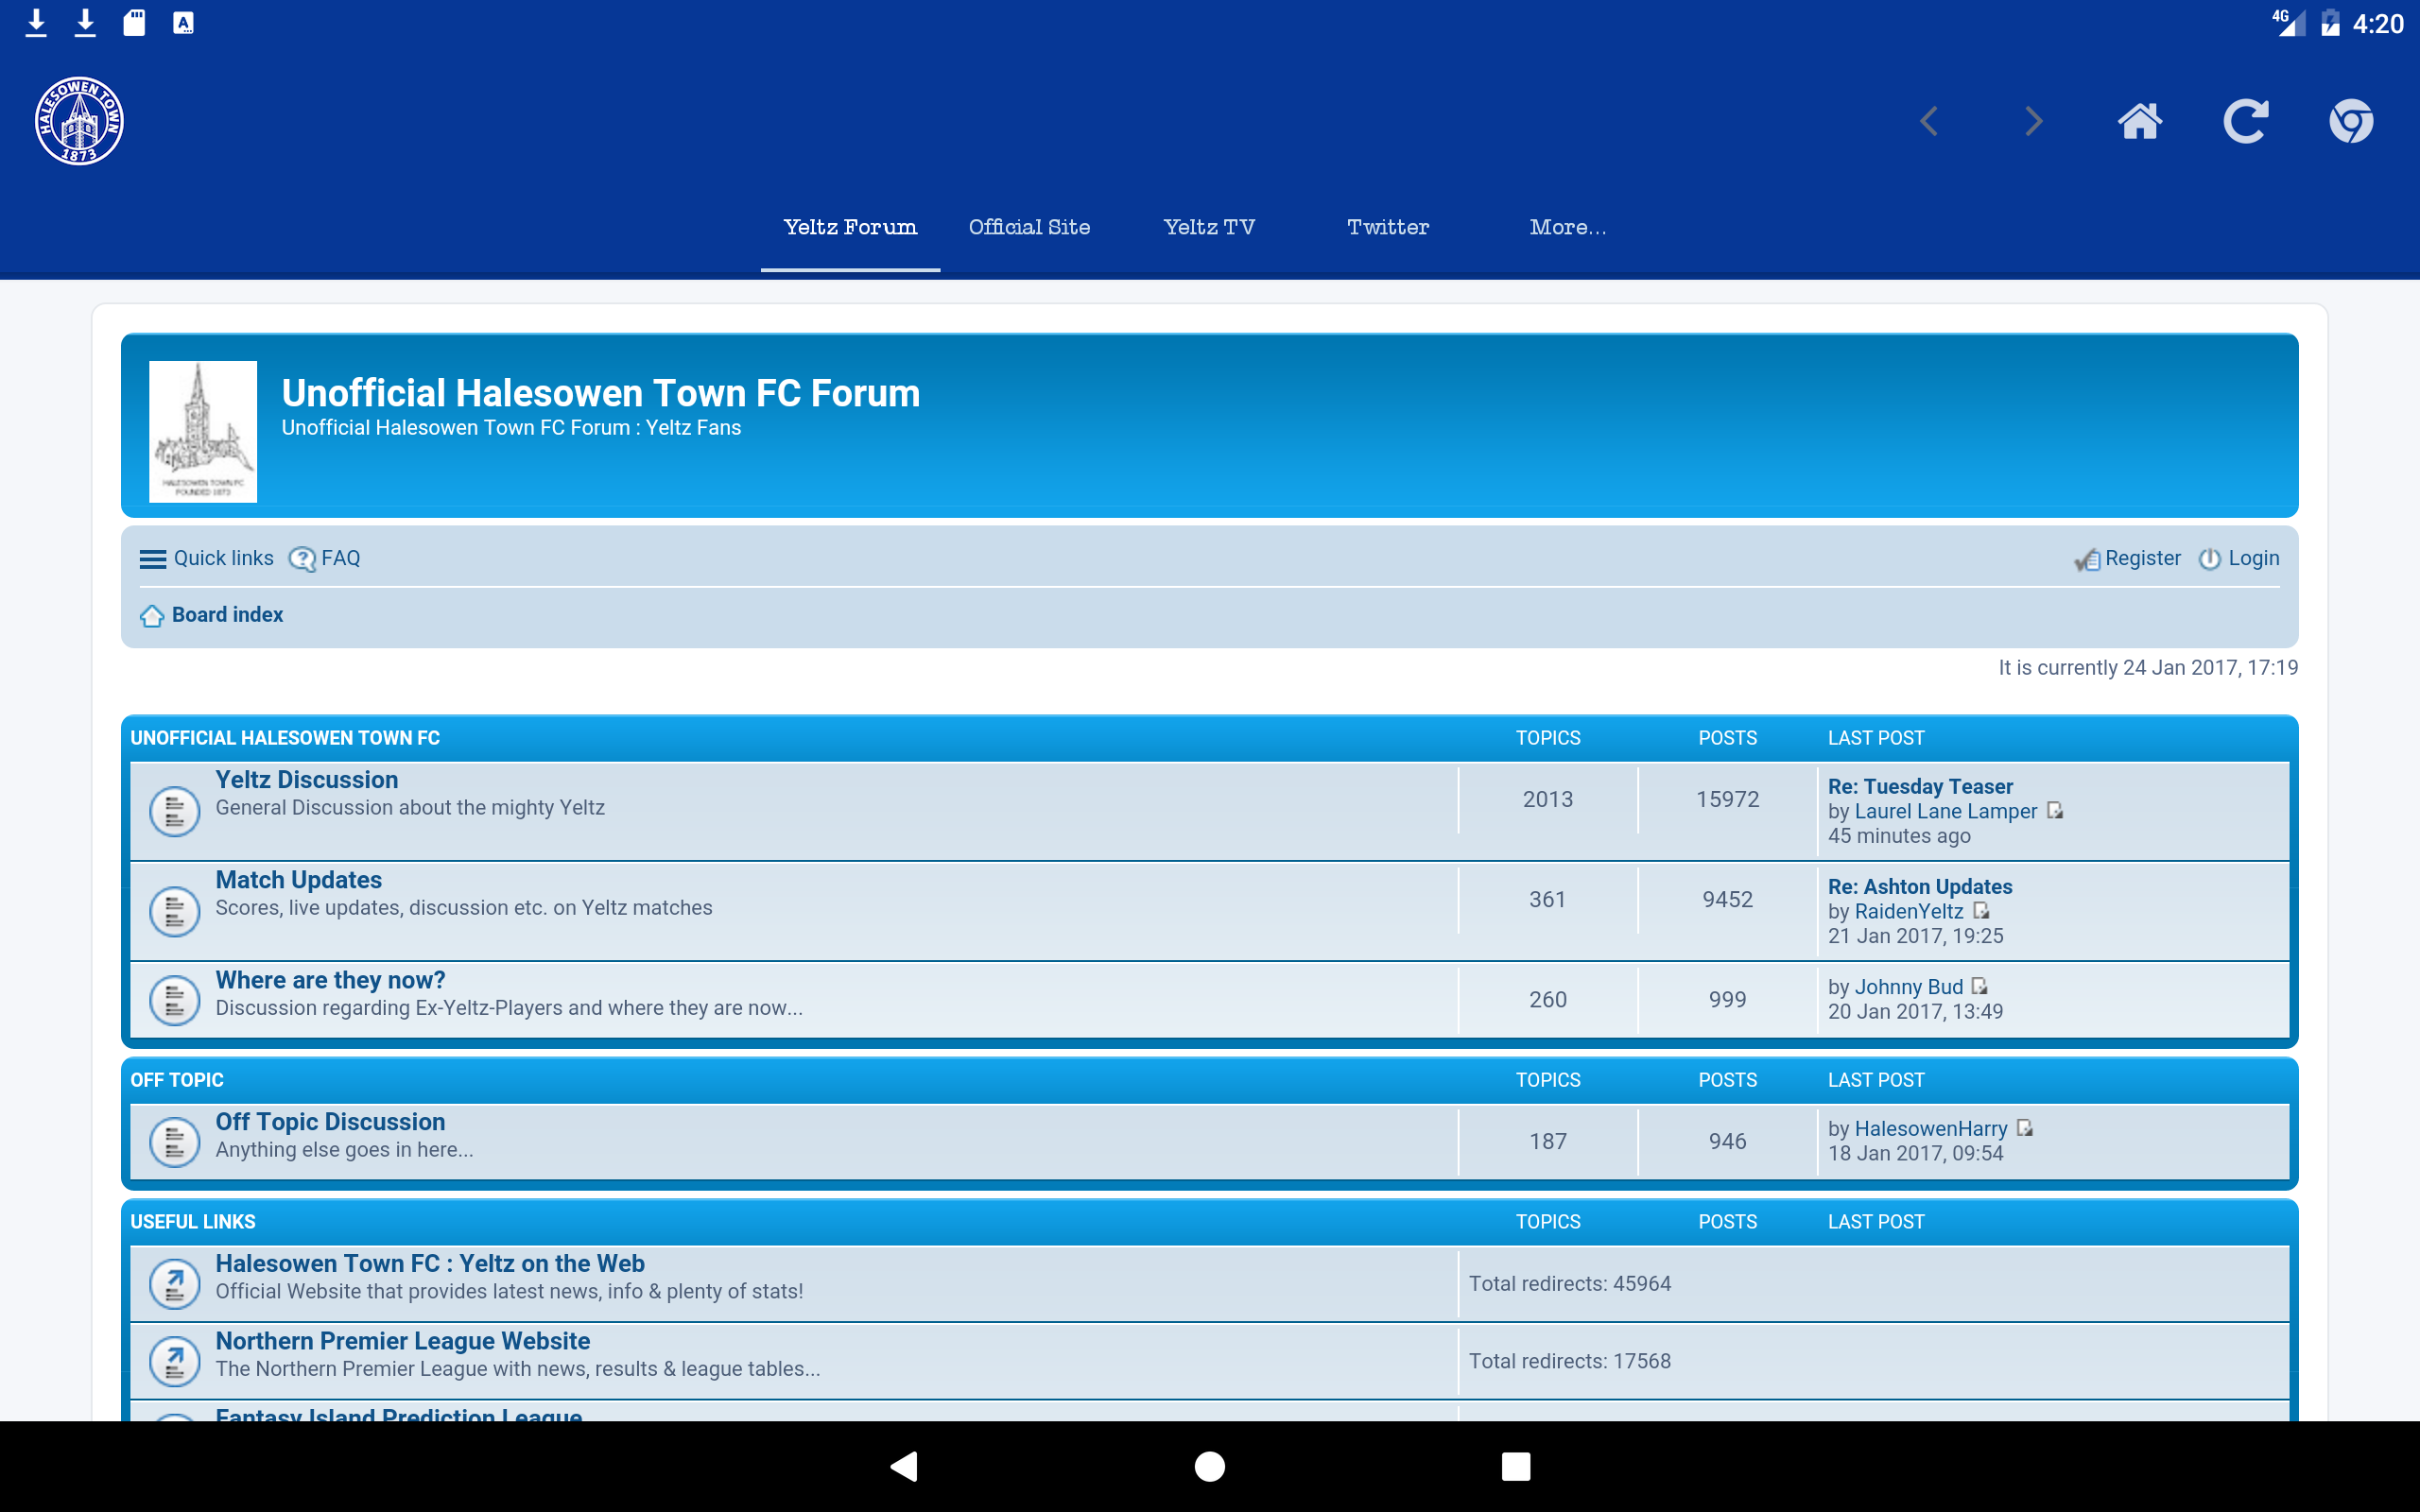 4G 4:20
HALESOWEN TOWN
1873
Yeltz Forum Official Site Yeltz TV Twitter More...
Unofficial Halesowen Town FC Forum
Unofficial Halesowen Town FC Forum : Yeltz Fans
HALESOWEN TOWN FC
FOUNDED 1873
Quick links FAQ Register Login
Board index
It is currently 24 Jan 2017, 17:19
UNOFFICIAL HALESOWEN TOWN FC TOPICS POSTS LAST POST
Yeltz Discussion
General Discussion about the mighty Yeltz
2013 15972
Re: Tuesday Teaser
by Laurel Lane Lamper
45 minutes ago
Match Updates
Scores, live updates, discussion etc. on Yeltz matches
361 9452
Re: Ashton Updates
by RaidenYeltz
21 Jan 2017, 19:25
Where are they now?
Discussion regarding Ex-Yeltz-Players and where they are now...
260 999
by Johnny Bud
20 Jan 2017, 13:49
OFF TOPIC TOPICS POSTS LAST POST
Off Topic Discussion
Anything else goes in here...
187 946
by HalesowenHarry
18 Jan 2017, 09:54
USEFUL LINKS TOPICS POSTS LAST POST
Halesowen Town FC : Yeltz on the Web
Official Website that provides latest news, info & plenty of stats!
Total redirects: 45964
Northern Premier League Website
The Northern Premier League with news, results & league tables...
Total redirects: 17568
Fantasy Island Prediction League